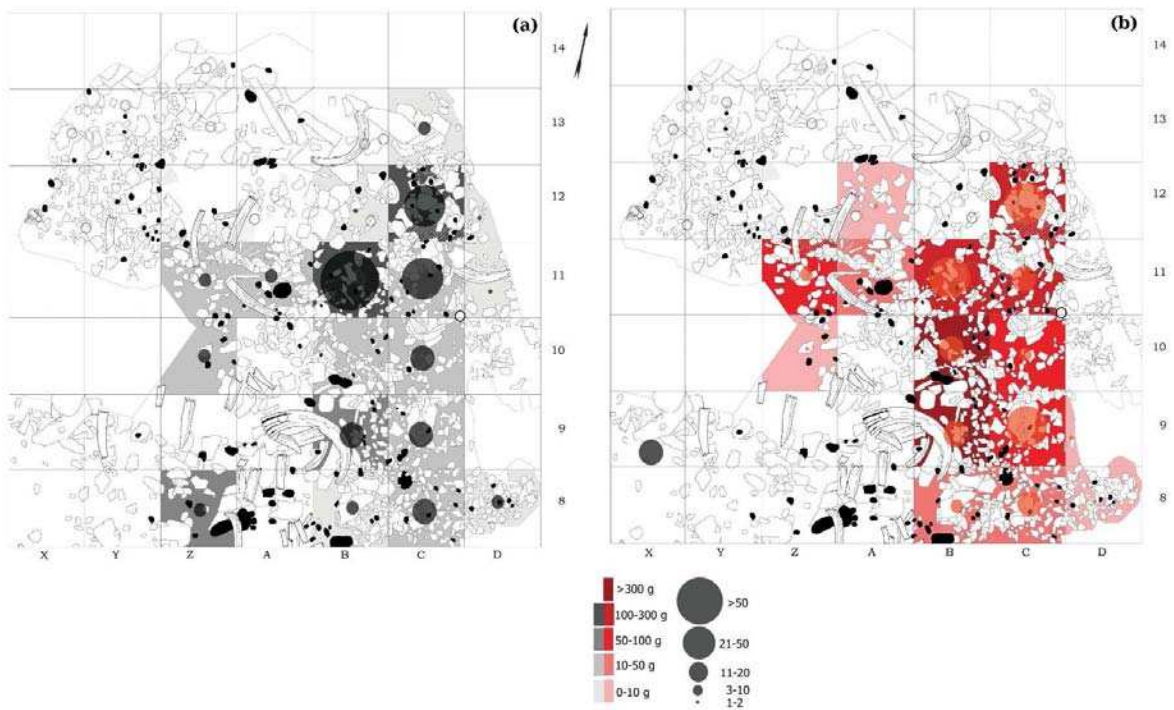 (a)
(b)
14 14
13 13
12 12
11 11
10 10
9 9
8 8
X Y Z A B C D X Y Z A B C D
>300 g >50
100-300 g
50-100 g 21-50
10-50 g 11-20
0-10 g 3-10
1-2